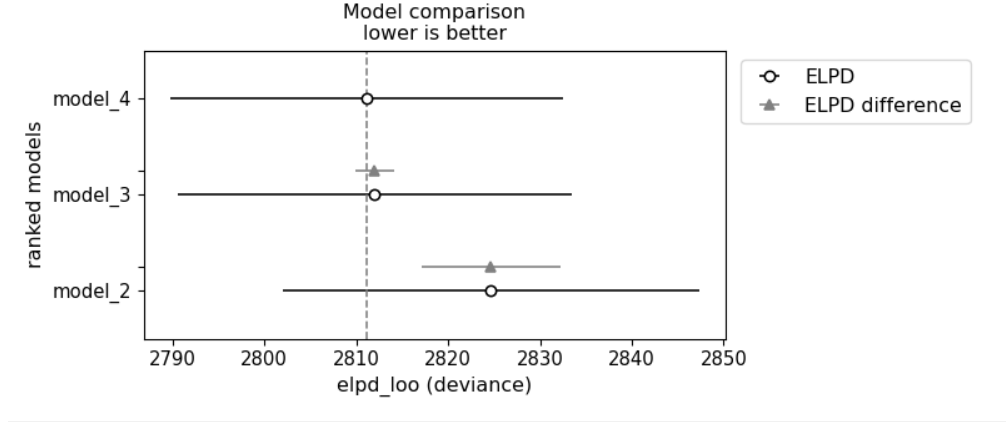 Model comparison
lower is better
ELPD
ELPD difference
model_4
model_3
model_2
ranked models
2790 2800 2810 2820 2830 2840 2850
elpd_loo (deviance)